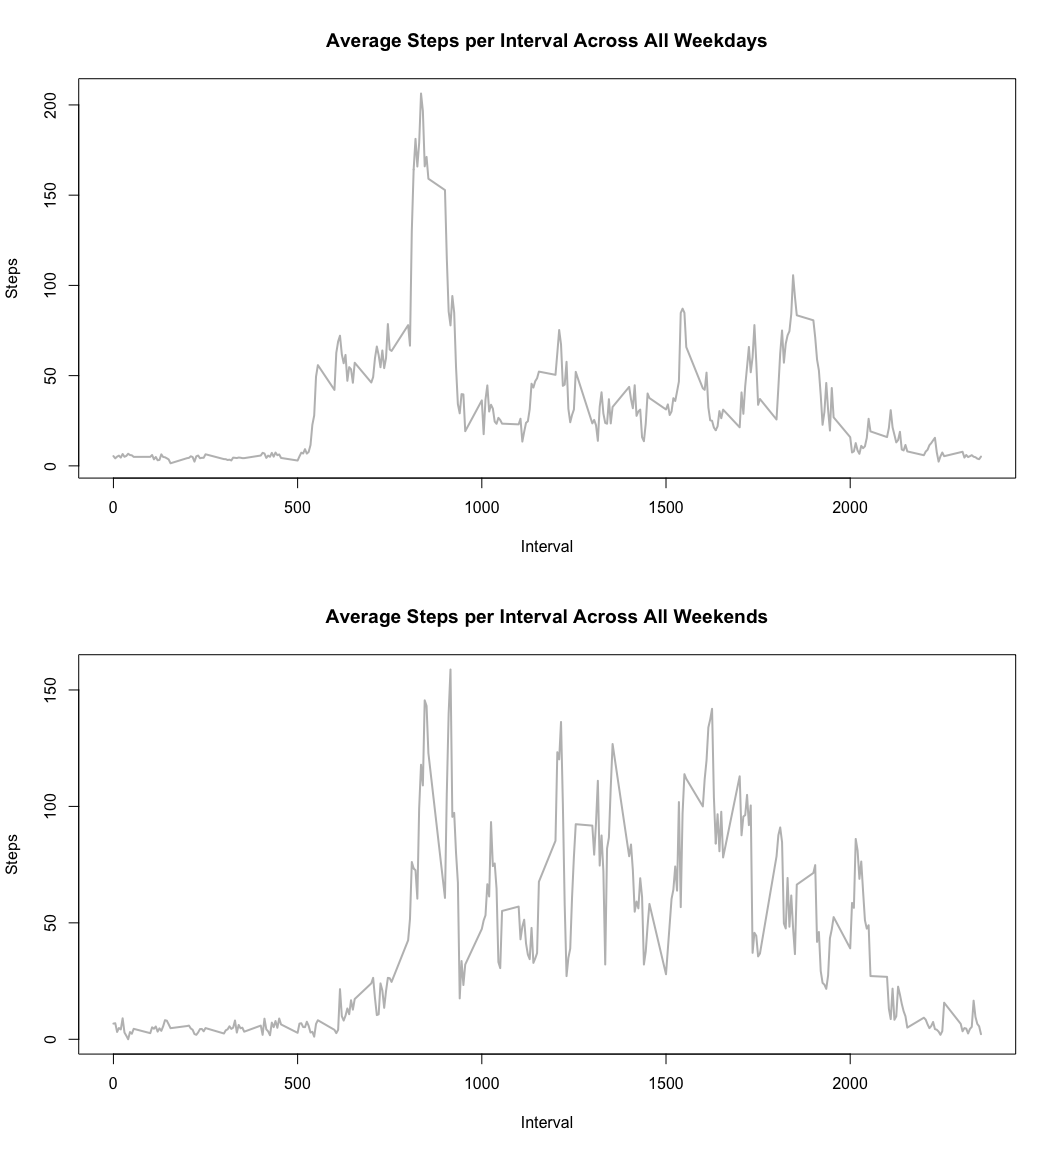 Average Steps per Interval Across All Weekdays
Steps
200
150
100
50
0
0 500 1000 1500 2000
Interval
Average Steps per Interval Across All Weekends
Steps
150
100
50
0
0 500 1000 1500 2000
Interval